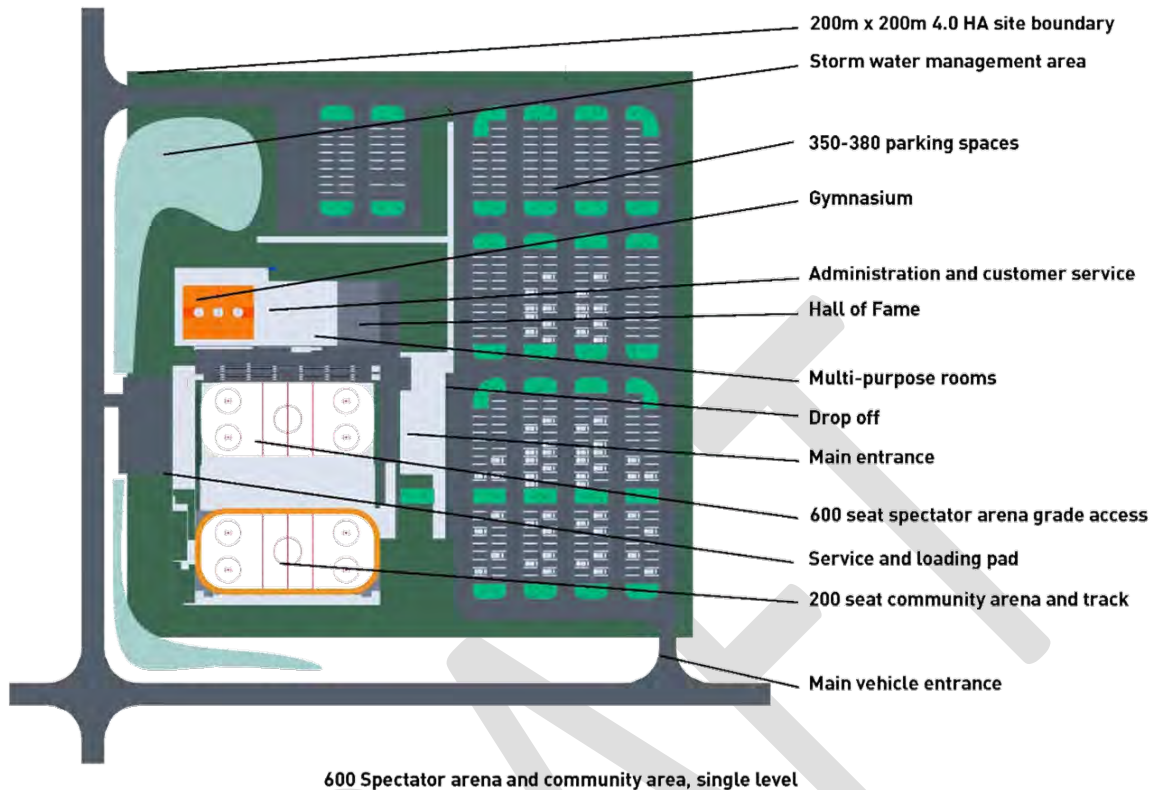 200m x 200m 4.0 HA site boundary
Storm water management area
350-380 parking spaces
Gymnasium
Administration and customer service
Hall of Fame
Multi-purpose rooms
Drop off
Main entrance
600 seat spectator arena grade access
Service and loading pad
200 seat community arena and track
Main vehicle entrance
600 Spectator arena and community area, single level